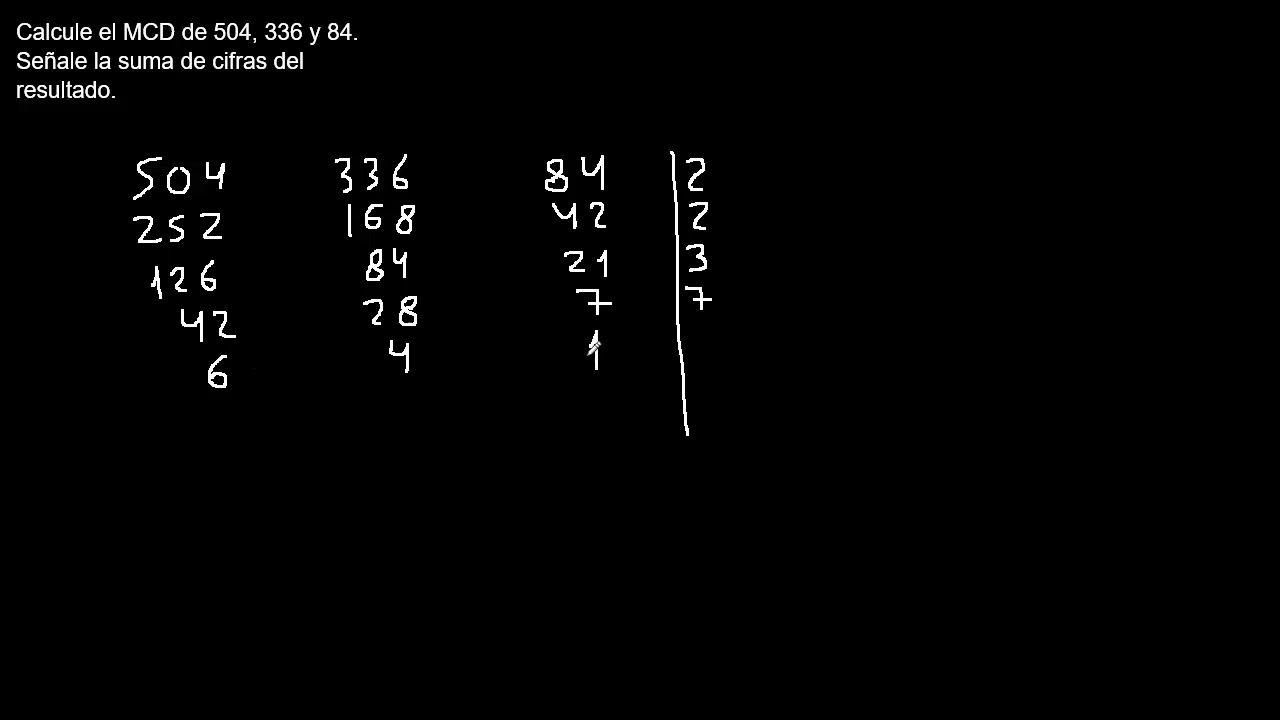 Calcule el MCD de 504, 336 y 84.
Señale la suma de cifras del
resultado.
504 336 84 2
252 168 42 2
126 84 21 3
42 28 7 7
6 4 1